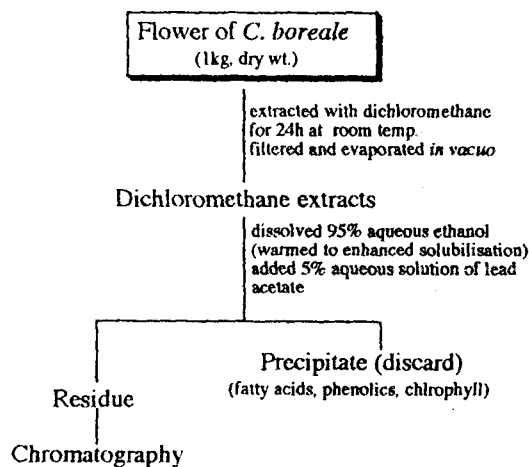 Flower of C. boreale
(1kg, dry wt.)
extracted with dichloromethane
for 24h at room temp.
filtered and evaporated in vacuo
Dichloromethane extracts
dissolved 95% aqueous ethanol
(warmed to enhanced solubilisation)
added 5% aqueous solution of lead
acetate
Precipitate (discard)
(fatty acids, phenolics, chlrophyll)
Residue
Chromatography